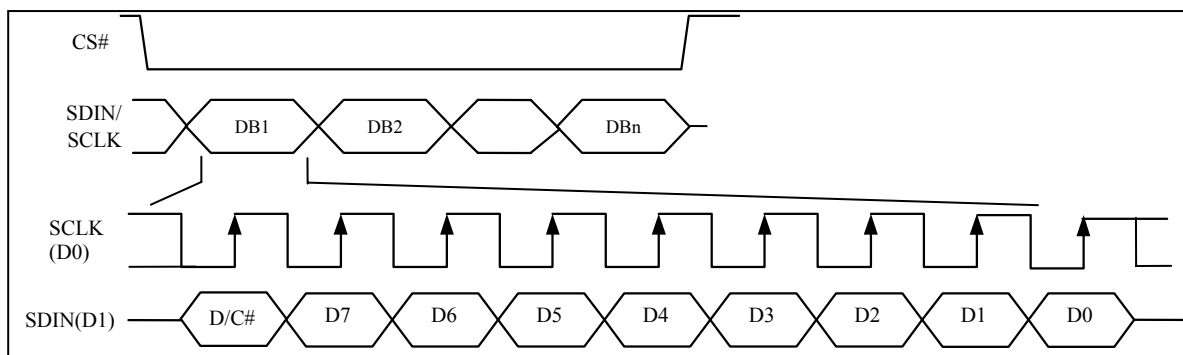 CS#
SDIN/
SCLK
DB1 DB2 DBn
SCLK
(D0)
SDIN(D1) D/C# D7 D6 D5 D4 D3 D2 D1 D0